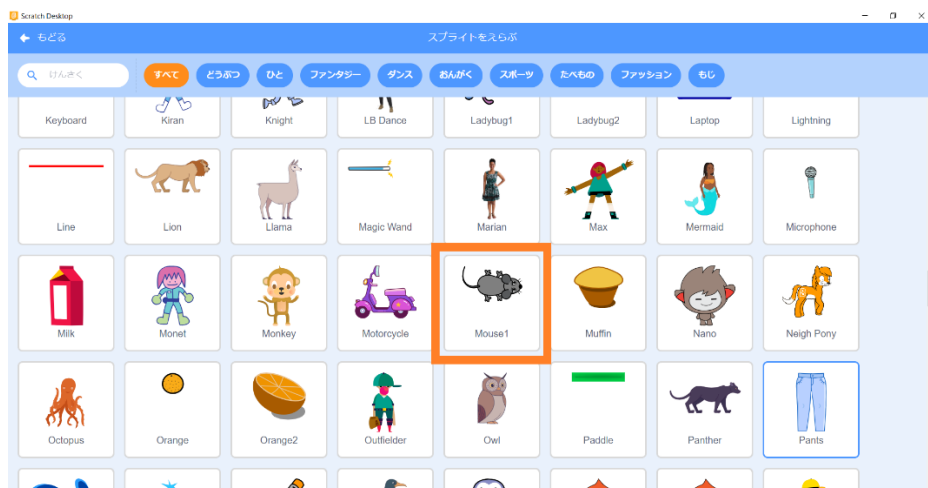 Scratch Desktop
もどる
スプライトをえらぶ
けんさく
すべて どうぶつ ひと ファンタジー ダンス おんがく スポーツ たべもの ファッション もじ
Keyboard Kiran Knight LB Dance Ladybug1 Ladybug2 Laptop Lightning
Line Lion Llama Magic Wand Marian Max Mermaid Microphone
Milk Monet Monkey Motorcycle Mouse1 Muffin Nano Neigh Pony
Octopus Orange Orange2 Outfielder Owl Paddle Panther Pants